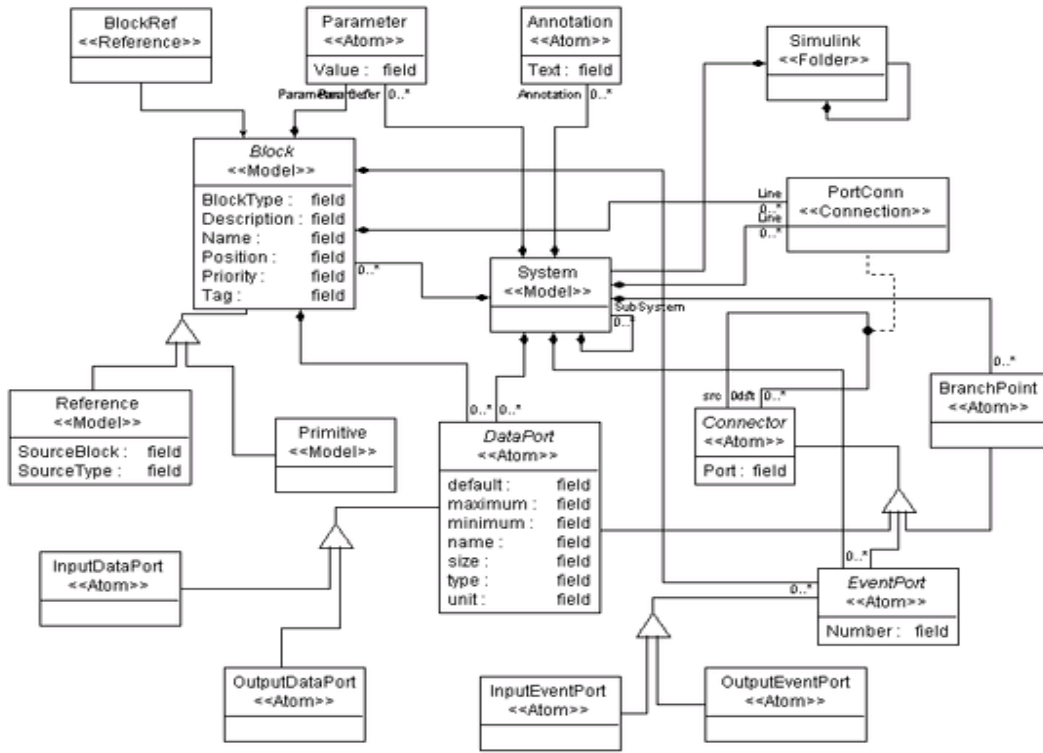 BlockRef
<<Reference>>
Parameter
<<Atom>>
Value : field
Annotation
<<Atom>>
Text : field
Simulink
<<Folder>>
0..*
Annotation 0..*
Block
<<Model>>
BlockType : field
Description : field
Name : field
Position : field
Priority : field
Tag : field
Line
0..*
Line
0..*
PortConn
<<Connection>>
0..*
System
<<Model>>
SubSystem
0..*
0..*
BranchPoint
<<Atom>>
src
0..*
Connector
<<Atom>>
Port : field
Reference
<<Model>>
SourceBlock : field
SourceType : field
Primitive
<<Model>>
0..* 0..*
DataPort
<<Atom>>
default : field
maximum : field
minimum : field
name : field
size : field
type : field
unit : field
InputDataPort
<<Atom>>
0..*
0..*
EventPort
<<Atom>>
Number : field
OutputDataPort
<<Atom>>
InputEventPort
<<Atom>>
OutputEventPort
<<Atom>>